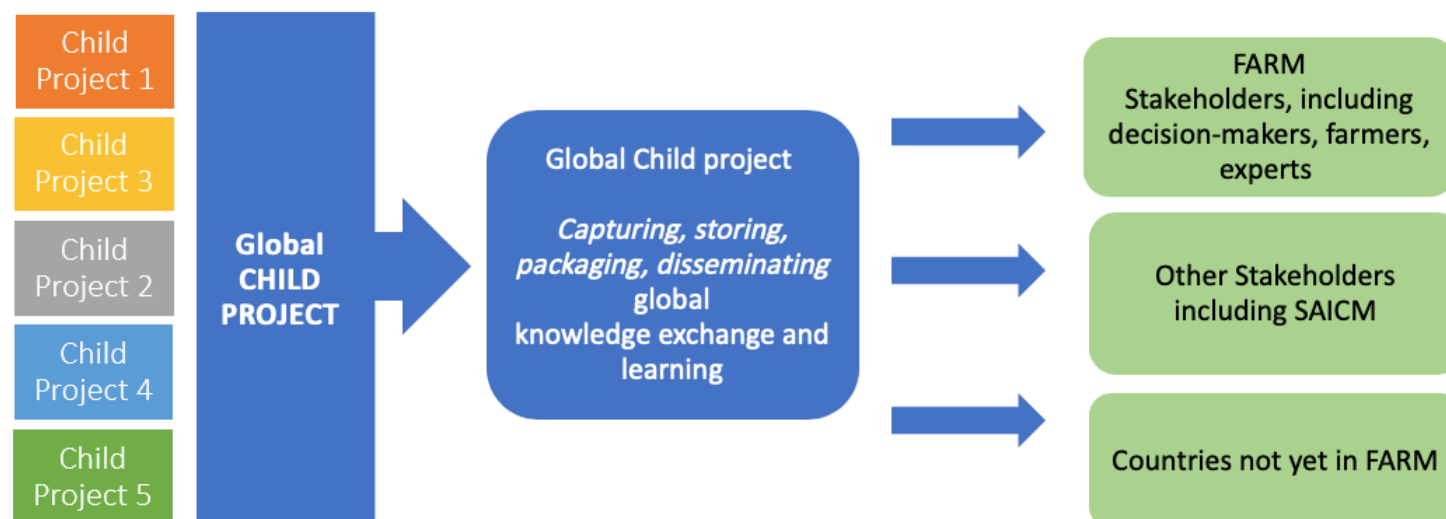 Child
Project 1
Child
Project 3
Child
Project 2
Child
Project 4
Child
Project 5
Global
CHILD
PROJECT
Global Child project
Capturing, storing,
packaging, disseminating
global
knowledge exchange and
learning
FARM
Stakeholders, including
decision-makers, farmers,
experts
Other Stakeholders
including SAICM
Countries not yet in FARM